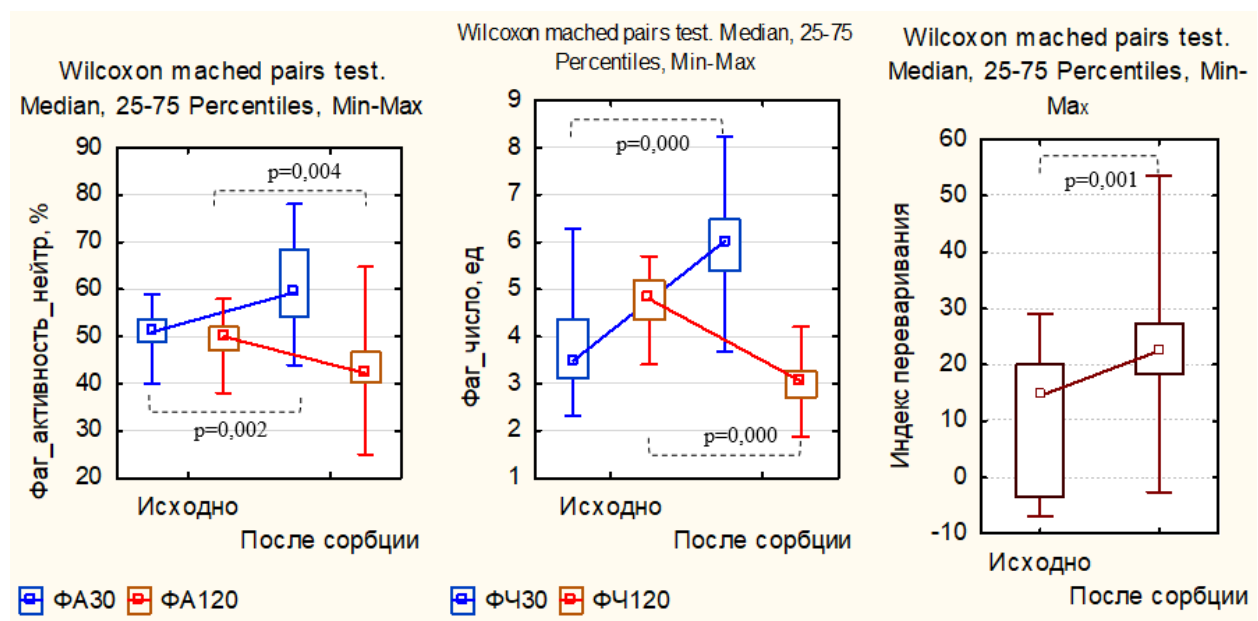 Wilcoxon mached pairs test.
Median, 25-75 Percentiles, Min-Max
Фаг_активность_нейтр, %
90
80
70
60
50
40
30
20
p=0,004
p=0,002
Исходно
После сорбции
ФА30 ФА120
Wilcoxon mached pairs test. Median, 25-75
Percentiles, Min-Max
Фаг_число, ед
9
8
7
6
5
4
3
2
1
p=0,000
p=0,000
Исходно
После сорбции
ФЧ30 ФЧ120
Wilcoxon mached pairs test.
Median, 25-75 Percentiles, Min-
Max
Индекс переваривания
60
50
40
30
20
10
0
-10
p=0,001
Исходно
После сорбции